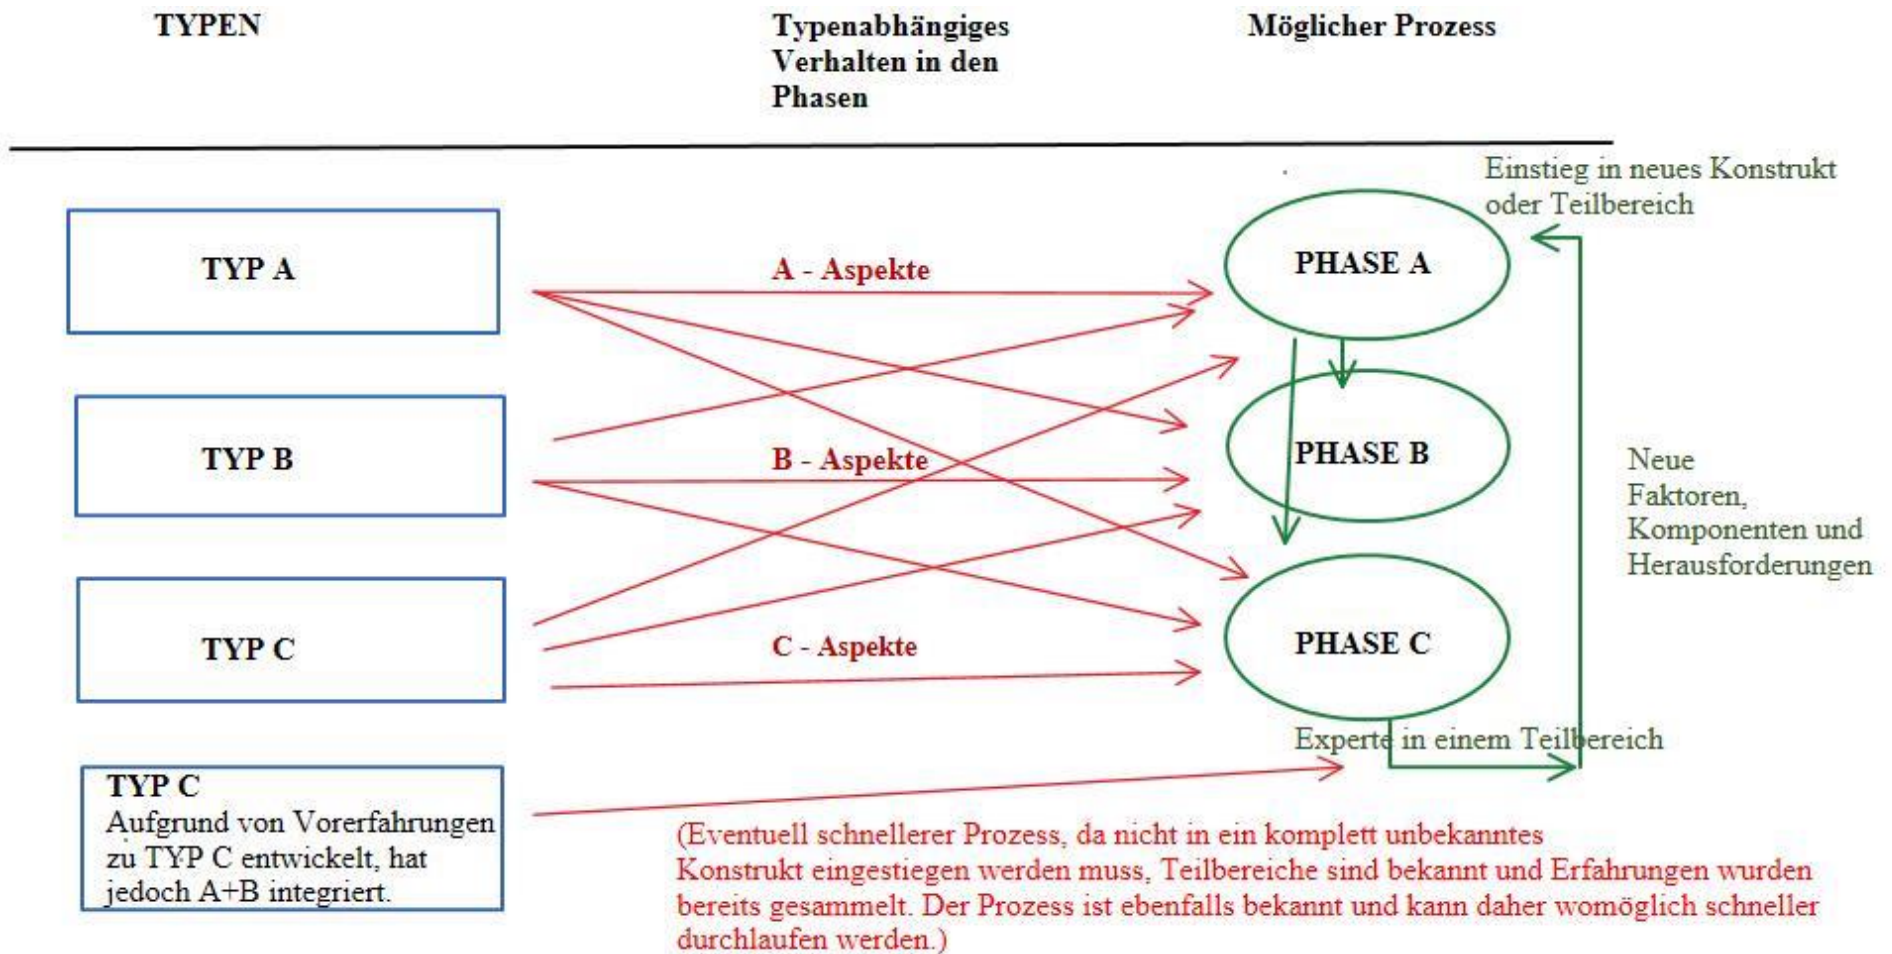 TYPEN
Typenabhängiges
Verhalten in den
Phasen
Möglicher Prozess
Einstieg in neues Konstrukt
oder Teilbereich
TYP A
A - Aspekte
PHASE A
TYP B
B - Aspekte
PHASE B
Neue
Faktoren,
Komponenten und
Herausforderungen
TYP C
C - Aspekte
PHASE C
Experte in einem Teilbereich
TYP C
Aufgrund von Vorerfahrungen
zu TYP C entwickelt, hat
jedoch A+B integriert.
(Eventuell schnellerer Prozess, da nicht in ein komplett unbekanntes
Konstrukt eingestiegen werden muss, Teilbereiche sind bekannt und Erfahrungen wurden
bereits gesammelt. Der Prozess ist ebenfalls bekannt und kann daher womöglich schneller
durchlaufen werden.)